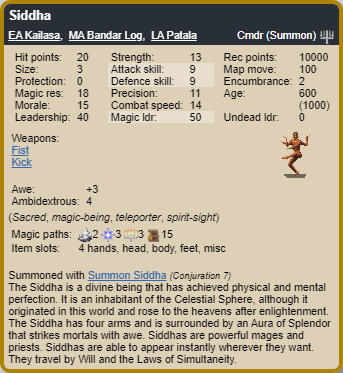 Siddha
EA Kailasa, MA Bandar Log, LA Patala Cmdr (Summon)
Hit points: 20 Strength: 13 Rec points: 10000
Size: 3 Attack skill: 9 Map move: 100
Protection: 0 Defence skill: 9 Encumbrance: 2
Magic res: 18 Precision: 11 Age: 600
Morale: 15 Combat speed: 14 (1000)
Leadership: 40 Magic ldr: 50 Undead ldr: 0
Weapons:
Fist
Kick
Awe: +3
Ambidextrous: 4
(Sacred, magic-being, teleporter, spirit-sight)
Magic paths: 2 3 3 15
Item slots: 4 hands, head, body, feet, misc
Summoned with Summon Siddha (Conjuration 7)
The Siddha is a divine being that has achieved physical and mental
perfection. It is an inhabitant of the Celestial Sphere, although it
originated in this world and rose to the heavens after enlightenment.
The Siddha has four arms and is surrounded by an Aura of Splendor
that strikes mortals with awe. Siddhas are powerful mages and
priests. Siddhas are able to appear instantly wherever they want.
They travel by Will and the Laws of Simultaneity.